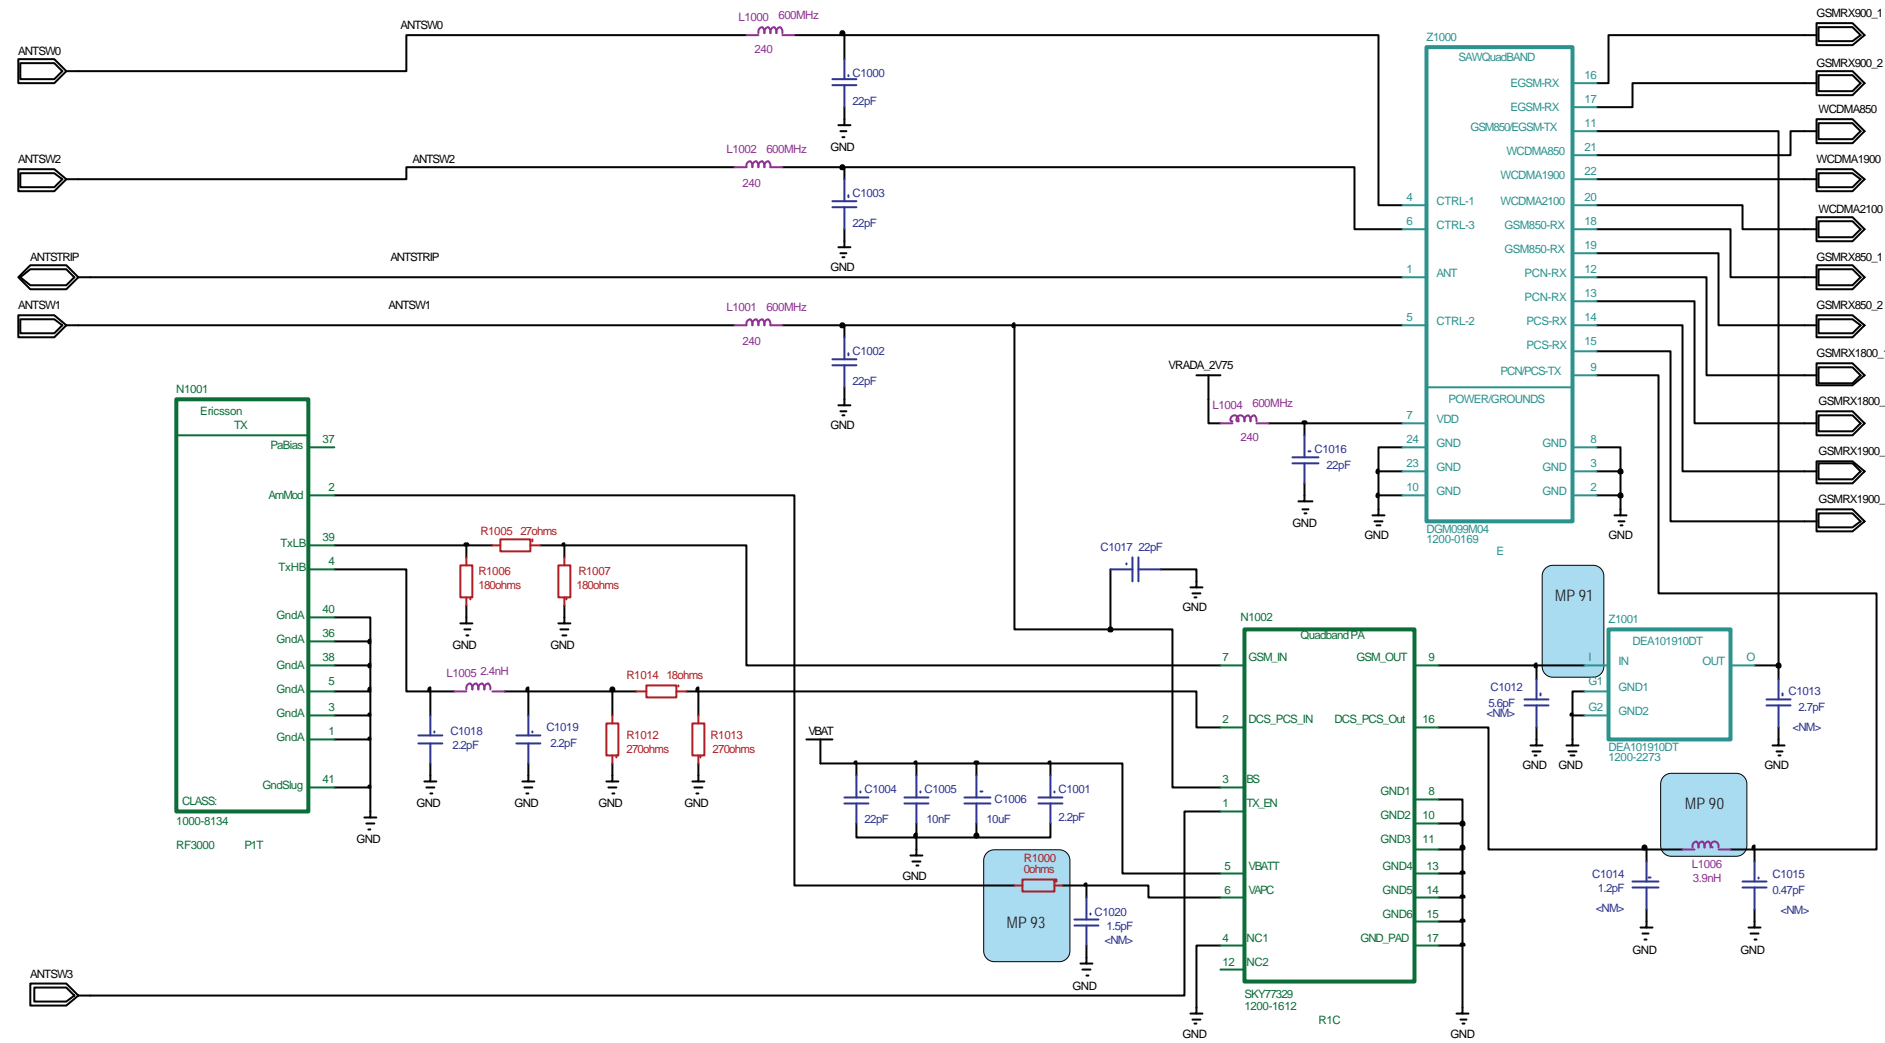 ANTSW0
ANTSW0
L1000 600MHz
240
C1000
22pF
GND
ANTSW2
ANTSW2
L1002 600MHz
240
C1003
22pF
GND
ANTSTRIP
ANTSTRIP
ANTSW1
ANTSW1
L1001 600MHz
240
C1002
22pF
GND
Z1000
SAWQuadBAND
EGSM-RX 16
EGSM-RX 17
GSM850/EGSM-TX 11
WCDMA850 21
WCDMA1900 22
4 CTRL-1 WCDMA2100 20
6 CTRL-3 GSM850-RX 18
GSM850-RX 19
1 ANT PCN-RX 12
PCN-RX 13
5 CTRL-2 PCS-RX 14
PCS-RX 15
PCN/PCS-TX 9
POWER/GROUNDS
7 VDD
24 GND GND 8
23 GND GND 3
10 GND GND 2
DGM099M04
1200-0169
E
GND
GND
VRADA_2V75
L1004 600MHz
240
C1016
22pF
GND
GSMRX900_1
GSMRX900_2
WCDMA850
WCDMA1900
WCDMA2100
GSMRX850_1
GSMRX850_2
GSMRX1800_
GSMRX1800_
GSMRX1900_
GSMRX1900_
N1001
Ericsson
TX
PaBias 37
AmMod 2
TxLB 39
TxHB 4
GndA 40
GndA 36
GndA 38
GndA 5
GndA 3
GndA 1
GndSlug 41
CLASS:
1000-8134
RF3000 P1T
GND
R1005 27ohms
R1006
180ohms
R1007
180ohms
GND
GND
L1005 2.4nH
C1018
2.2pF
C1019
2.2pF
GND
GND
R1014 18ohms
R1012
270ohms
R1013
270ohms
GND
GND
VBAT
C1004
22pF
C1005
10nF
C1006
10uF
C1001
2.2pF
GND
R1000
0ohms
MP 93
C1020
1.5pF
<NM>
GND
C1017 22pF
GND
N1002
Quadband PA
7 GSM_IN GSM_OUT 9
2 DCS_PCS_IN DCS_PCS_Out 16
3 BS
1 TX_EN
GND1 8
GND2 10
GND3 11
5 VBATT GND4 13
6 VAPC GND5 14
GND6 15
4 NC1 GND_PAD 17
12 NC2
SKY77329
1200-1612
R1C
GND
GND
MP 91
Z1001
DEA101910DT
I IN OUT O
G1 GND1
G2 GND2
DEA101910DT
1200-2273
C1012
5.6pF
<NM>
GND
GND
C1013
2.7pF
<NM>
GND
MP 90
L1006
3.9nH
C1014
1.2pF
<NM>
GND
C1015
0.47pF
<NM>
GND
ANTSW3